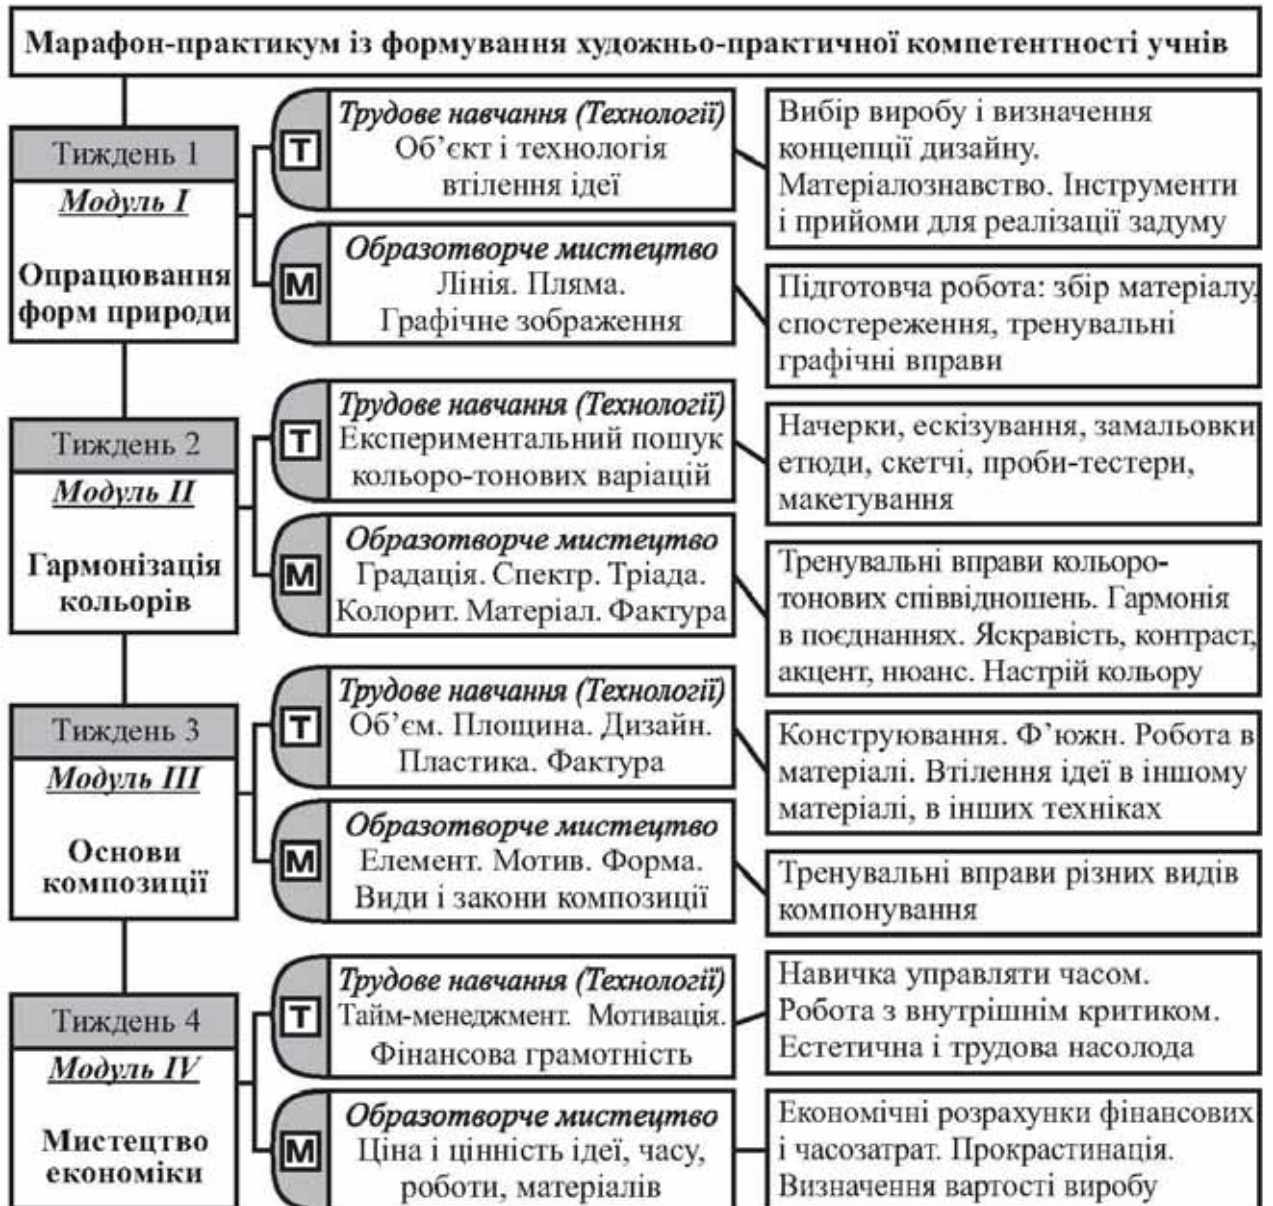 Марафон-практикум із формування художньо-практичної компетентності учнів
Тиждень 1
Модуль I
Опрацювання
форм природи
Т
Трудове навчання (Технології)
Об’єкт і технологія
втілення ідеї
Вибір виробу і визначення
концепції дизайну.
Матеріалознавство. Інструменти
і прийоми для реалізації задуму
М
Образотворче мистецтво
Лінія. Пляма.
Графічне зображення
Підготовча робота: збір матеріалу,
спостереження, тренувальні
графічні вправи
Тиждень 2
Модуль II
Гармонізація
кольорів
Т
Трудове навчання (Технології)
Експериментальний пошук
кольоро-тонових варіацій
Начерки, ескізування, замальовки
етюди, скетчі, проби-тестери,
макетування
М
Образотворче мистецтво
Градація. Спектр. Тріада.
Колорит. Матеріал. Фактура
Тренувальні вправи кольоро-
тонових співвідношень. Гармонія
в поєднаннях. Яскравість, контраст,
акцент, нюанс. Настрій кольору
Тиждень 3
Модуль III
Основи
композиції
Т
Трудове навчання (Технології)
Об’єм. Площина. Дизайн.
Пластика. Фактура
Конструювання. Ф’южн. Робота в
матеріалі. Втілення ідеї в іншому
матеріалі, в інших техніках
М
Образотворче мистецтво
Елемент. Мотив. Форма.
Види і закони композиції
Тренувальні вправи різних видів
компонування
Тиждень 4
Модуль IV
Мистецтво
економіки
Т
Трудове навчання (Технології)
Тайм-менеджмент. Мотивація.
Фінансова грамотність
Навичка управляти часом.
Робота з внутрішнім критиком.
Естетична і трудова насолода
М
Образотворче мистецтво
Ціна і цінність ідеї, часу,
роботи, матеріалів
Економічні розрахунки фінансових
і часозатрат. Прокрастинація.
Визначення вартості виробу